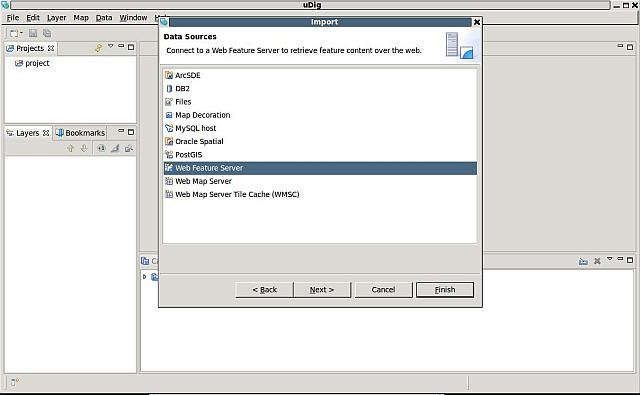 uDig
File Edit Layer Map Data Window
Import
Data Sources
Connect to a Web Feature Server to retrieve feature content over the web.
Projects
project
Layers Bookmarks
ArcSDE
DB2
Files
Map Decoration
MySQL host
Oracle Spatial
PostGIS
Web Feature Server
Web Map Server
Web Map Server Tile Cache (WMSC)
< Back Next > Cancel Finish